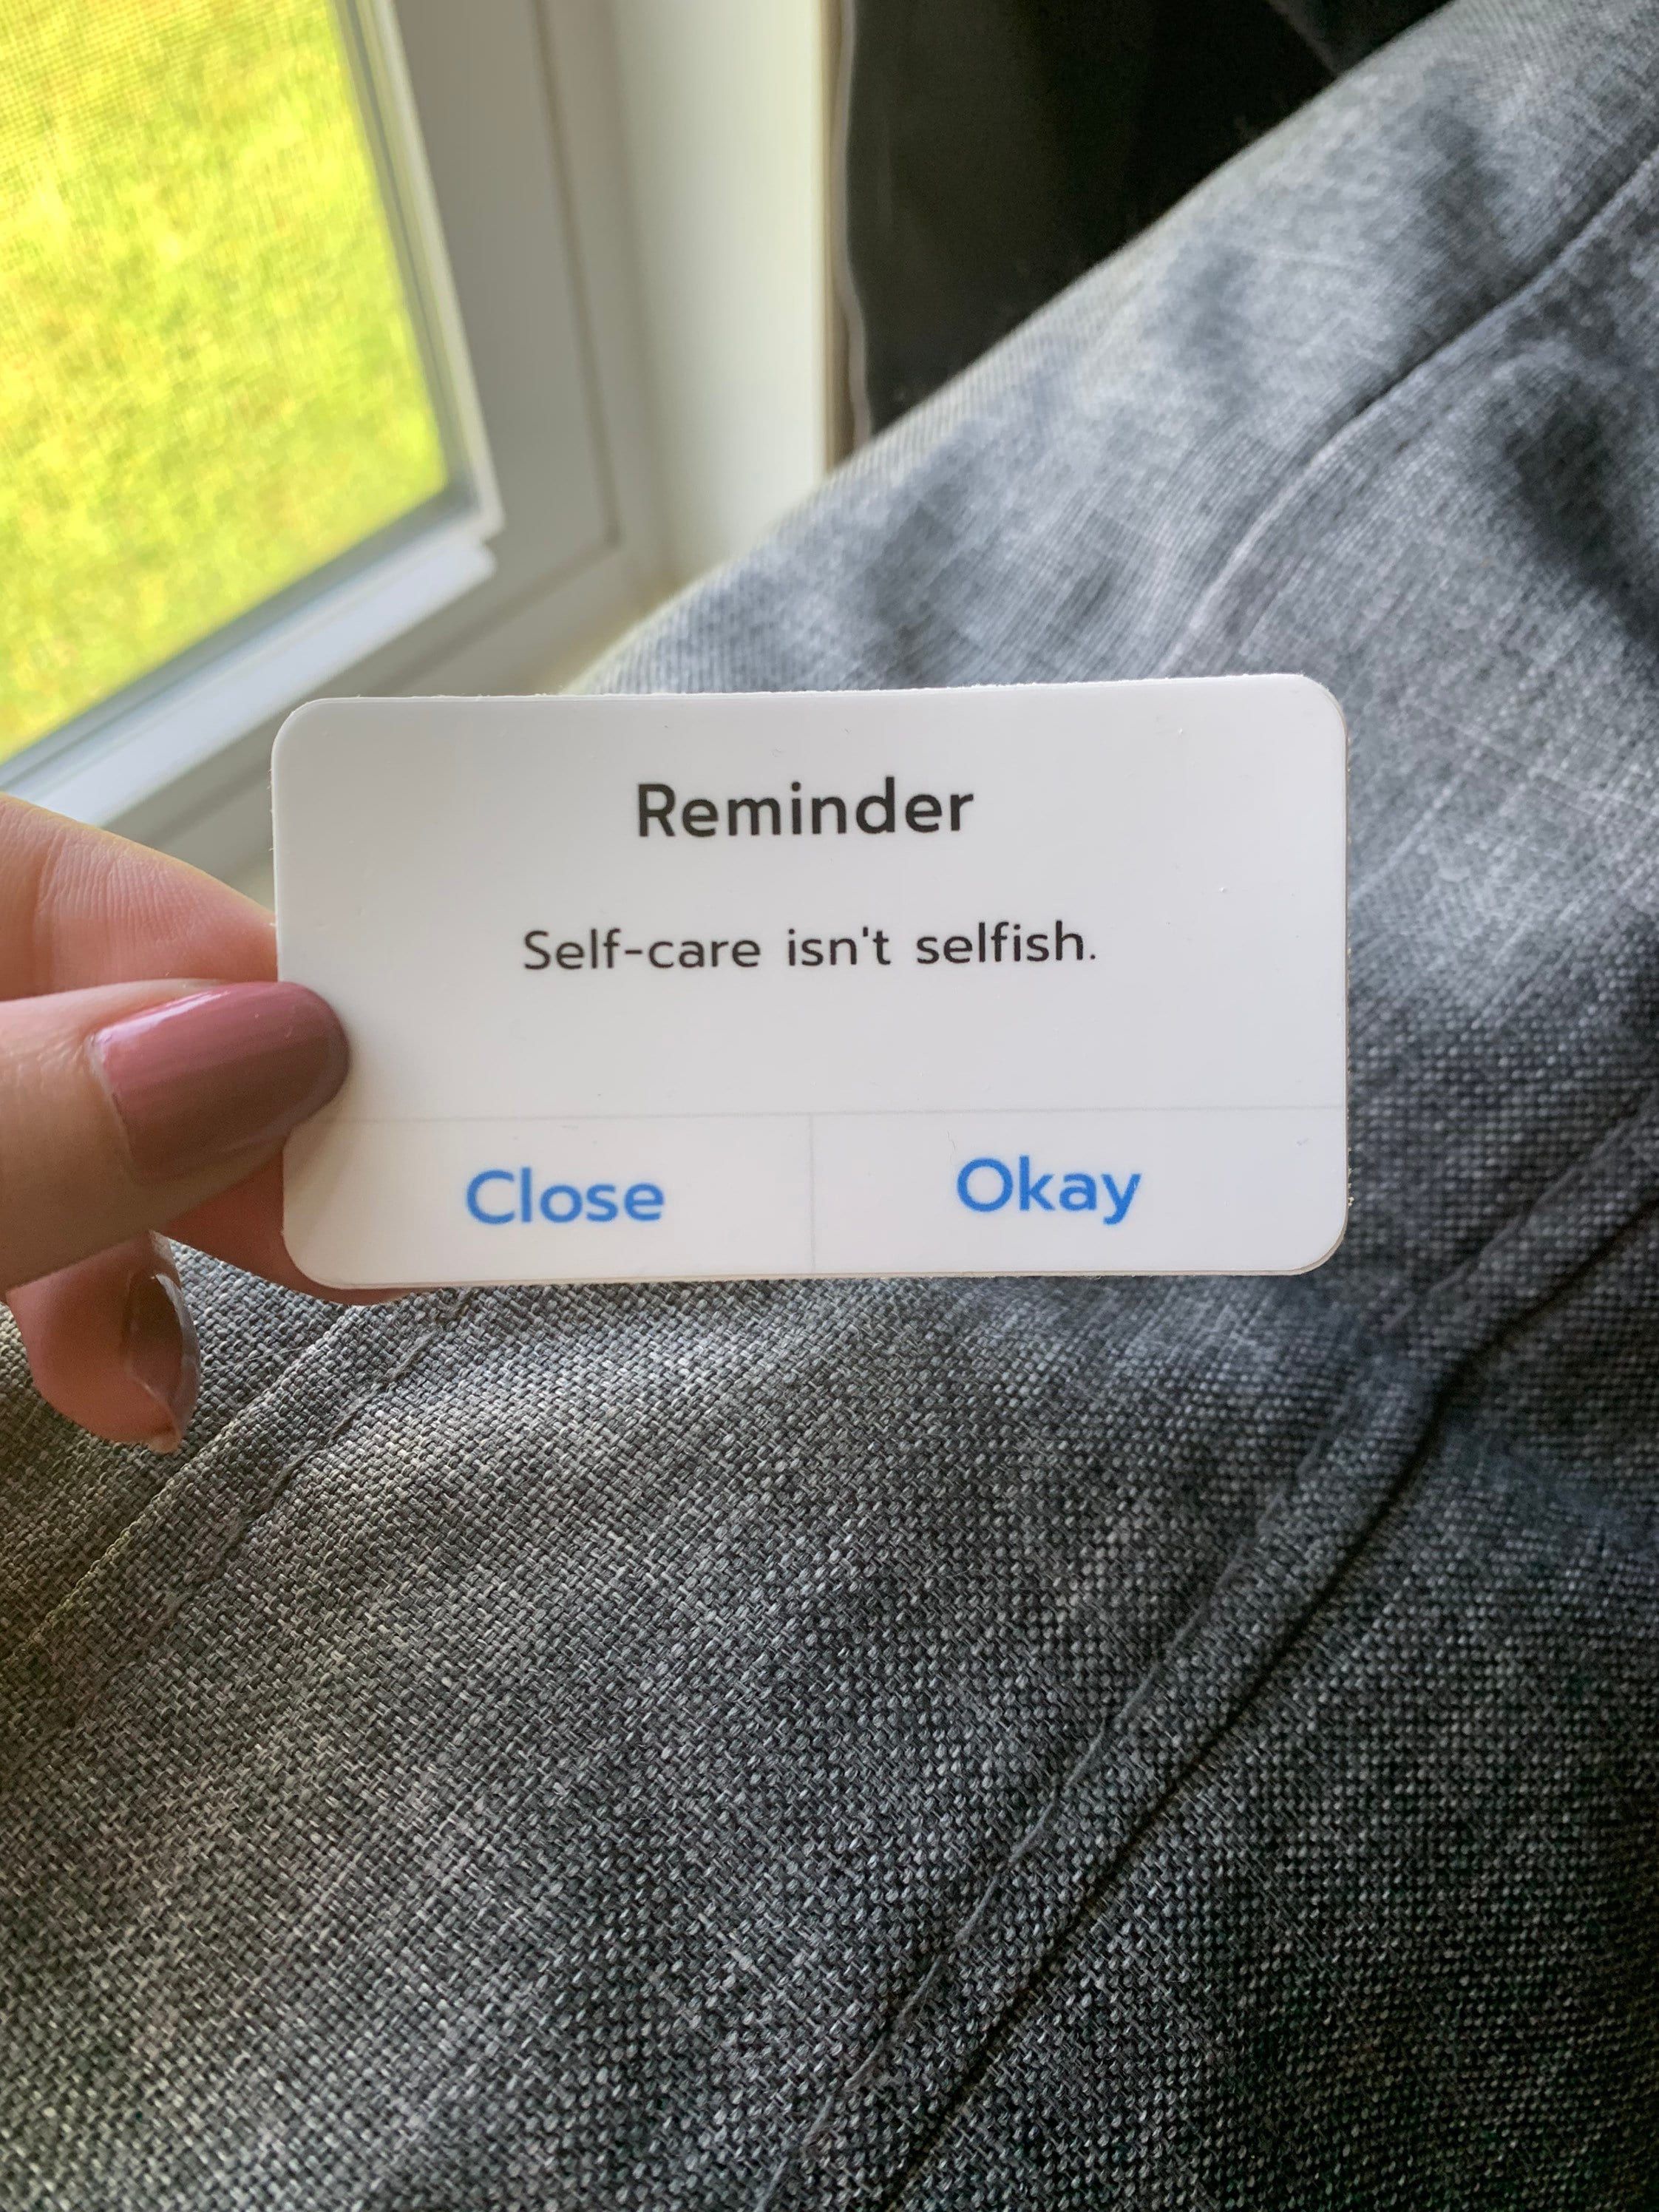 Reminder
Self-care isn't selfish.
Close
Okay